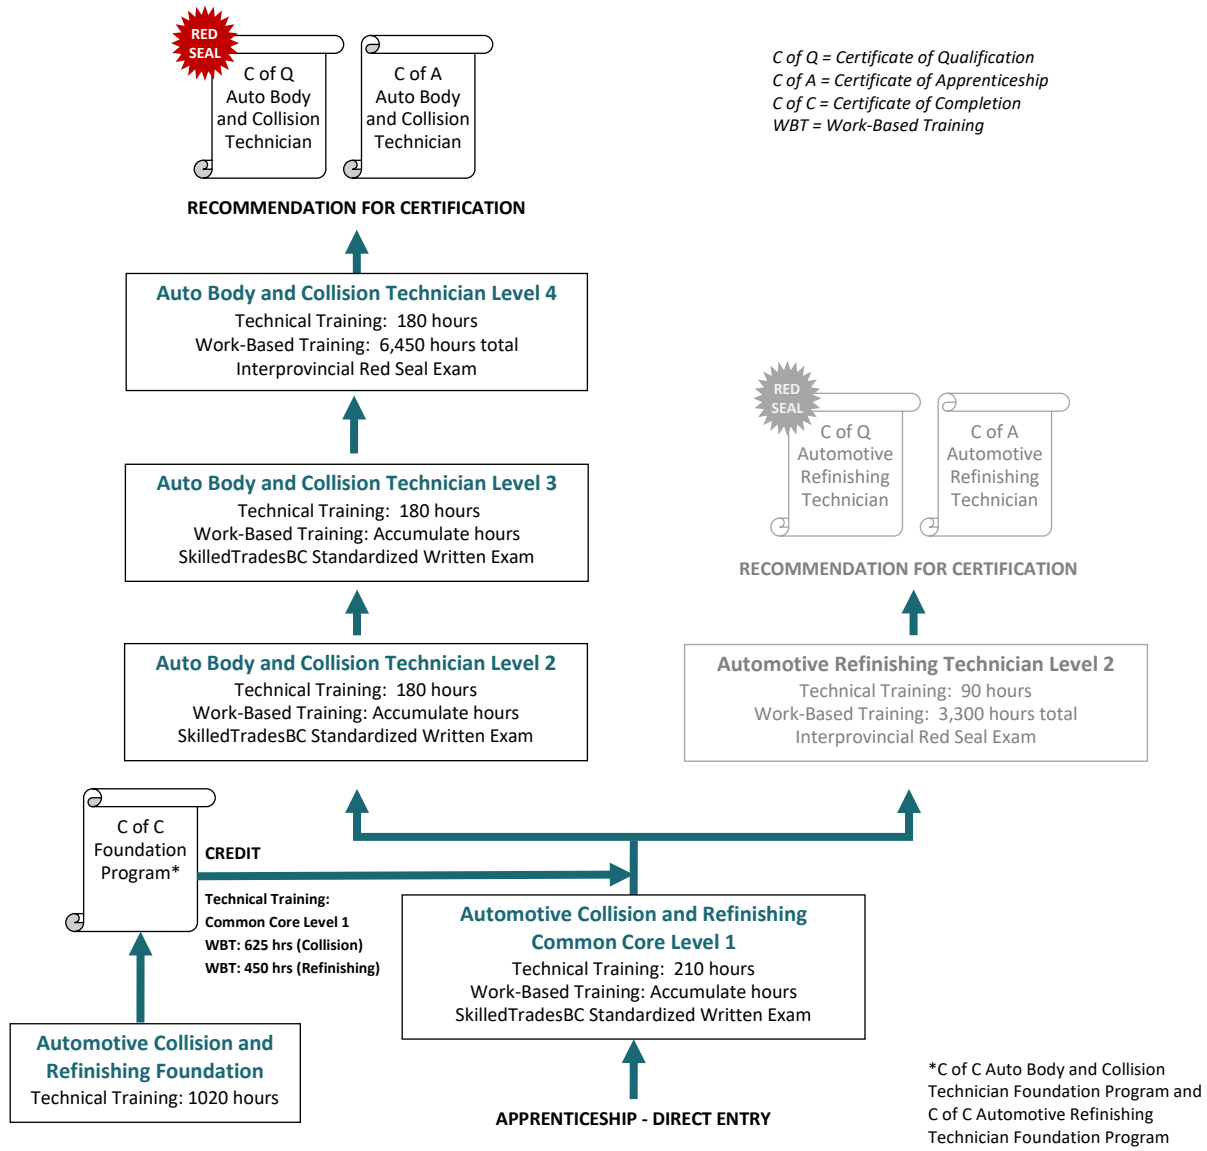 RED
SEAL
C of Q
Auto Body
and Collision
Technician
C of A
Auto Body
and Collision
Technician
C of Q = Certificate of Qualification
C of A = Certificate of Apprenticeship
C of C = Certificate of Completion
WBT = Work-Based Training
RECOMMENDATION FOR CERTIFICATION
Auto Body and Collision Technician Level 4
Technical Training:  180 hours
Work-Based Training:  6,450 hours total
Interprovincial Red Seal Exam
RED
SEAL
C of Q
Automotive
Refinishing
Technician
C of A
Automotive
Refinishing
Technician
RECOMMENDATION FOR CERTIFICATION
Auto Body and Collision Technician Level 3
Technical Training:  180 hours
Work-Based Training: Accumulate hours
SkilledTradesBC Standardized Written Exam
Auto Body and Collision Technician Level 2
Technical Training:  180 hours
Work-Based Training: Accumulate hours
SkilledTradesBC Standardized Written Exam
Automotive Refinishing Technician Level 2
Technical Training:  90 hours
Work-Based Training:  3,300 hours total
Interprovincial Red Seal Exam
C of C
Foundation
Program*
CREDIT
Technical Training:
Common Core Level 1
WBT: 625 hrs (Collision)
WBT: 450 hrs (Refinishing)
Automotive Collision and Refinishing
Common Core Level 1
Technical Training:  210 hours
Work-Based Training: Accumulate hours
SkilledTradesBC Standardized Written Exam
Automotive Collision and
Refinishing Foundation
Technical Training: 1020 hours
APPRENTICESHIP - DIRECT ENTRY
*C of C Auto Body and Collision
Technician Foundation Program and
C of C Automotive Refinishing
Technician Foundation Program